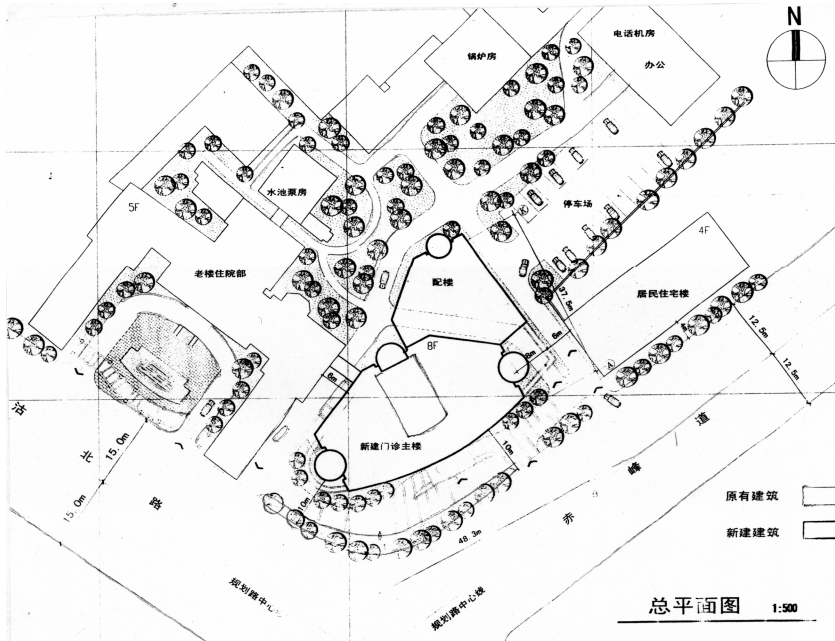 N
电话机房
办公
锅炉房
水池泵房
停车场
5F
4F
老楼住院部
配楼
居民住宅楼
37.5m
12.5m
12.5m
6m
8m
6m
8F
A
新建门诊主楼
沽北路
15.0m
15.0m
10m
10m
48.3m
赤峰道
原有建筑
新建建筑
规划路中心
规划路中心线
总平面图 1:500